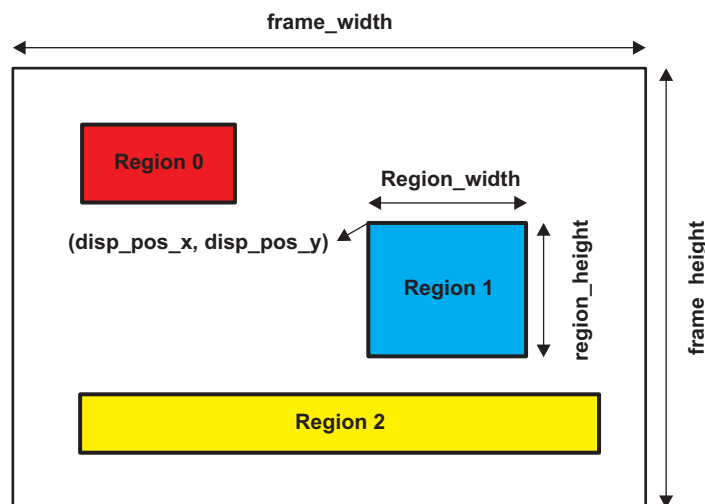 frame_width
Region 0
Region_width
(disp_pos_x, disp_pos_y)
Region 1
region_height
frame_height
Region 2